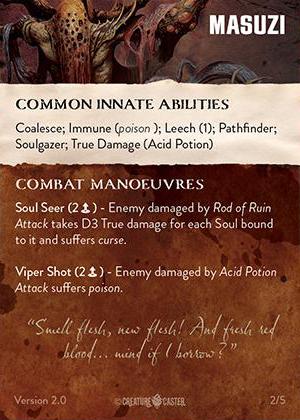 MASUZI
COMMON INNATE ABILITIES
Coalesce; Immune (poison ); Leech (1); Pathfinder;
Soulgazer; True Damage (Acid Potion)
COMBAT MANOEUVRES
Soul Seer (2) - Enemy damaged by Rod of Ruin
Attack takes D3 True damage for each Soul bound
to it and suffers curse.
Viper Shot (2) - Enemy damaged by Acid Potion
Attack suffers poison.
"Smell flesh, new flesh! And fresh red
blood... mind if I borrow?"
Version 2.0
© CREATURE CASTER
2/5